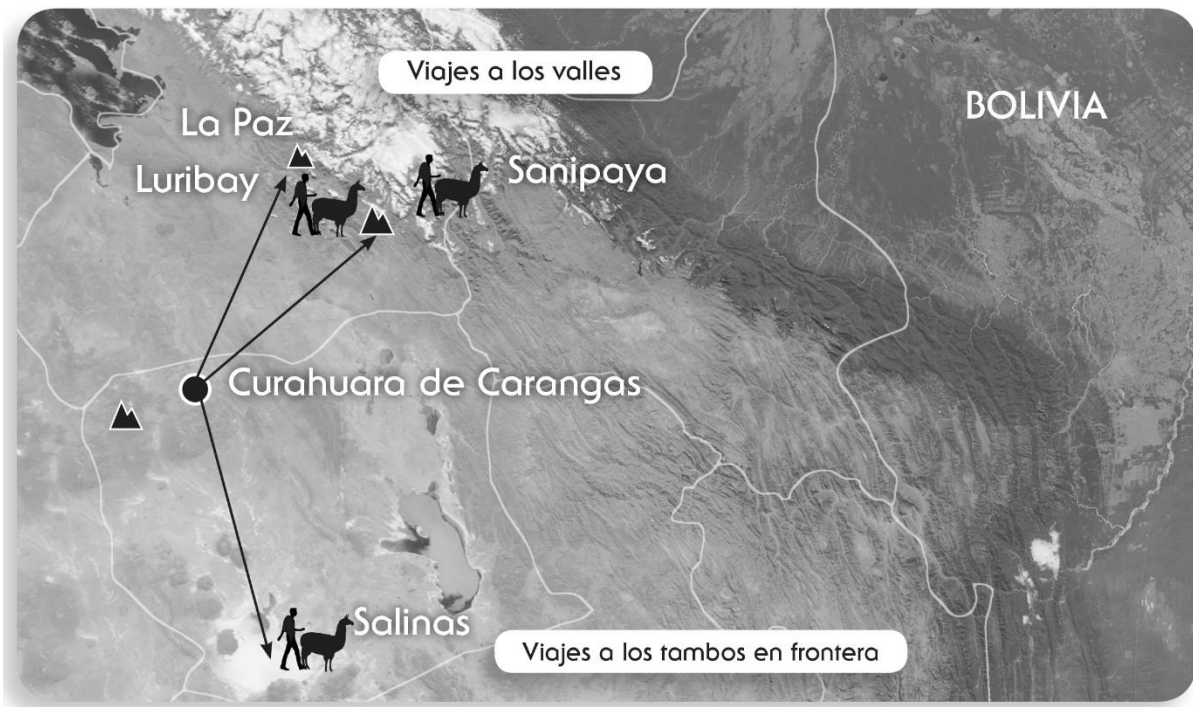 Viajes a los valles
BOLIVIA
La Paz
Luribay
Sanipaya
Curahuara de Carangas
Salinas
Viajes a los tambos en frontera